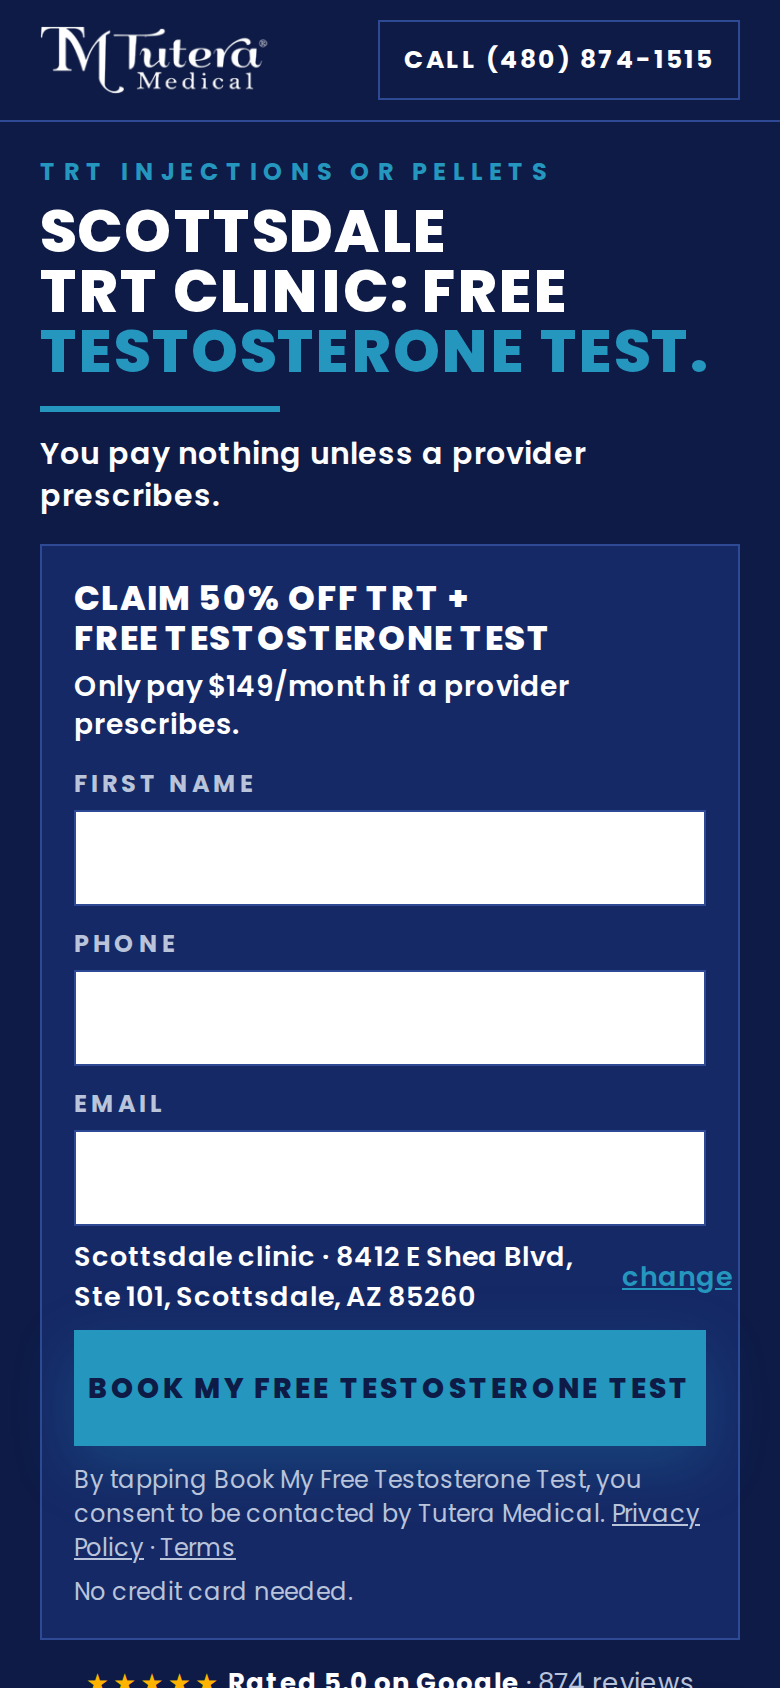 TM Tutera®
Medical
CALL (480) 874-1515
TRT INJECTIONS OR PELLETS
SCOTTSDALE
TRT CLINIC: FREE
TESTOSTERONE TEST.
You pay nothing unless a provider
prescribes.
CLAIM 50% OFF TRT +
FREE TESTOSTERONE TEST
Only pay $149/month if a provider
prescribes.
FIRST NAME
PHONE
EMAIL
Scottsdale clinic · 8412 E Shea Blvd,
Ste 101, Scottsdale, AZ 85260
change
BOOK MY FREE TESTOSTERONE TEST
By tapping Book My Free Testosterone Test, you
consent to be contacted by Tutera Medical. Privacy
Policy · Terms
No credit card needed.
★★★★★ Rated 5.0 on Google · 874 reviews